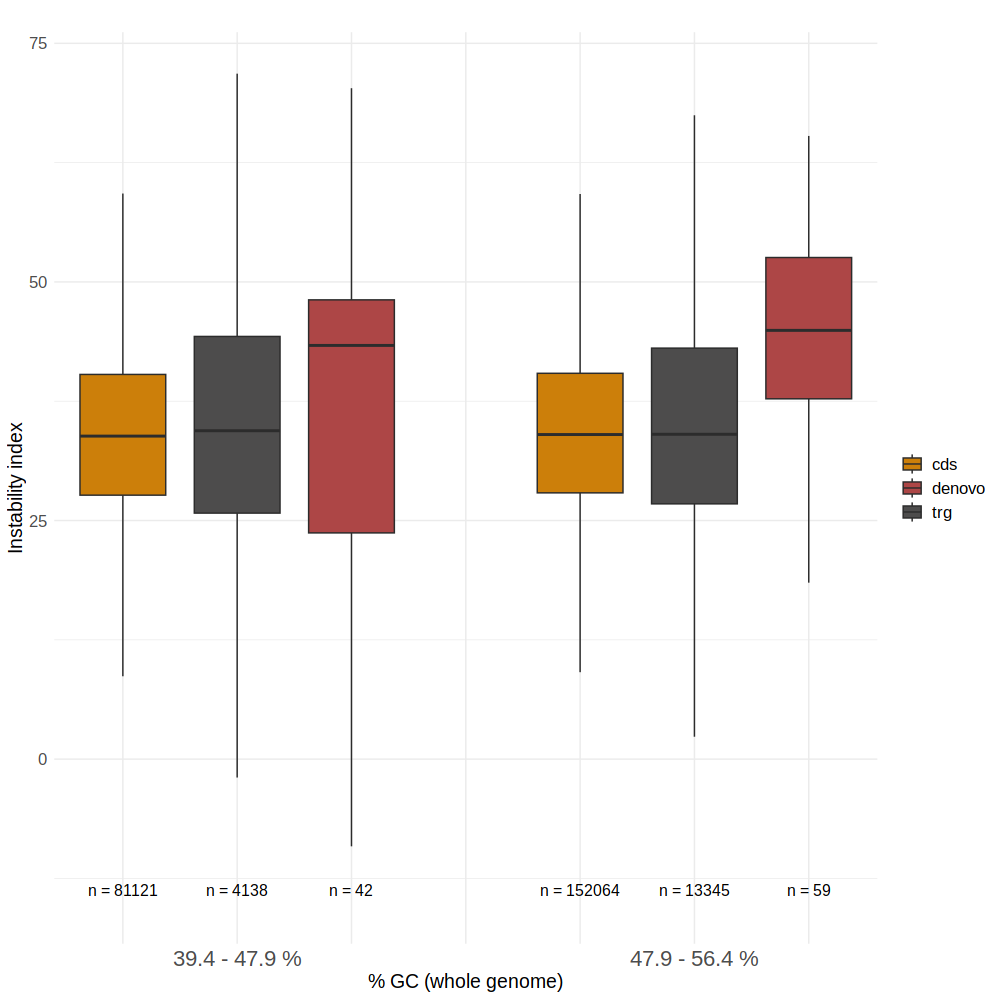 75
50
25
0
Instability index
n = 81121
n = 4138
n = 42
n = 152064
n = 13345
n = 59
39.4 - 47.9 %
47.9 - 56.4 %
% GC (whole genome)
cds
denovo
trg